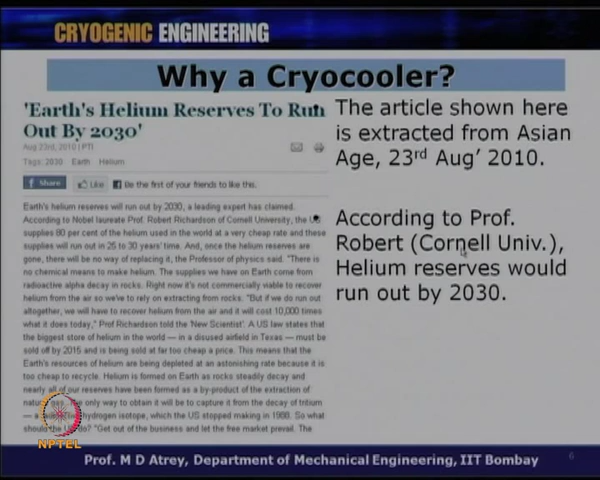 CRYOGENIC ENGINEERING
Why a Cryocooler?
'Earth's Helium Reserves To Run
Out By 2030'
Aug 23rd, 2010 | PTI
Tags: 2030 Earth Helium
Share Like Be the first of your friends to like this.
Earth's helium reserves will run out by 2030, a leading expert has claimed.
According to Nobel laureate Prof. Robert Richardson of Cornell University, the
supplies 80 per cent of the helium used in the world at a very cheap rate and these
supplies will run out in 25 to 30 years' time. And, once the helium reserves are
gone, there will be no way of replacing it, the Professor of physics said. "There is
no chemical means to make helium. The supplies we have on Earth come from
radioactive alpha decay in rocks. Right now it's not commercially viable to recover
helium from the air so we've to rely on extracting from rocks. "But if we do run out
altogether, we will have to recover helium from the air and it will cost 10,000 times
what it does today," Prof Richardson told the 'New Scientist'. A US law states that
the biggest store of helium in the world — in a disused airfield in Texas — must be
sold off by 2015 and is being sold at far too cheap a price. This means that the
Earth's resources of helium are being depleted at an astonishing rate because it is
too cheap to recycle. Helium is formed on Earth as rocks steadily decay and
nearly all of our reserves have been formed as a by-product of the extraction of
natural gas. The only way to obtain it will be to capture it from the decay of tritium
— a hydrogen isotope, which the US stopped making in 1988. So what
should the US do? "Get out of the business and let the free market prevail. The
The article shown here
is extracted from Asian
Age, 23rd Aug' 2010.
According to Prof.
Robert (Cornell Univ.),
Helium reserves would
run out by 2030.
NPTEL
Prof. M D Atrey, Department of Mechanical Engineering, IIT Bombay
6